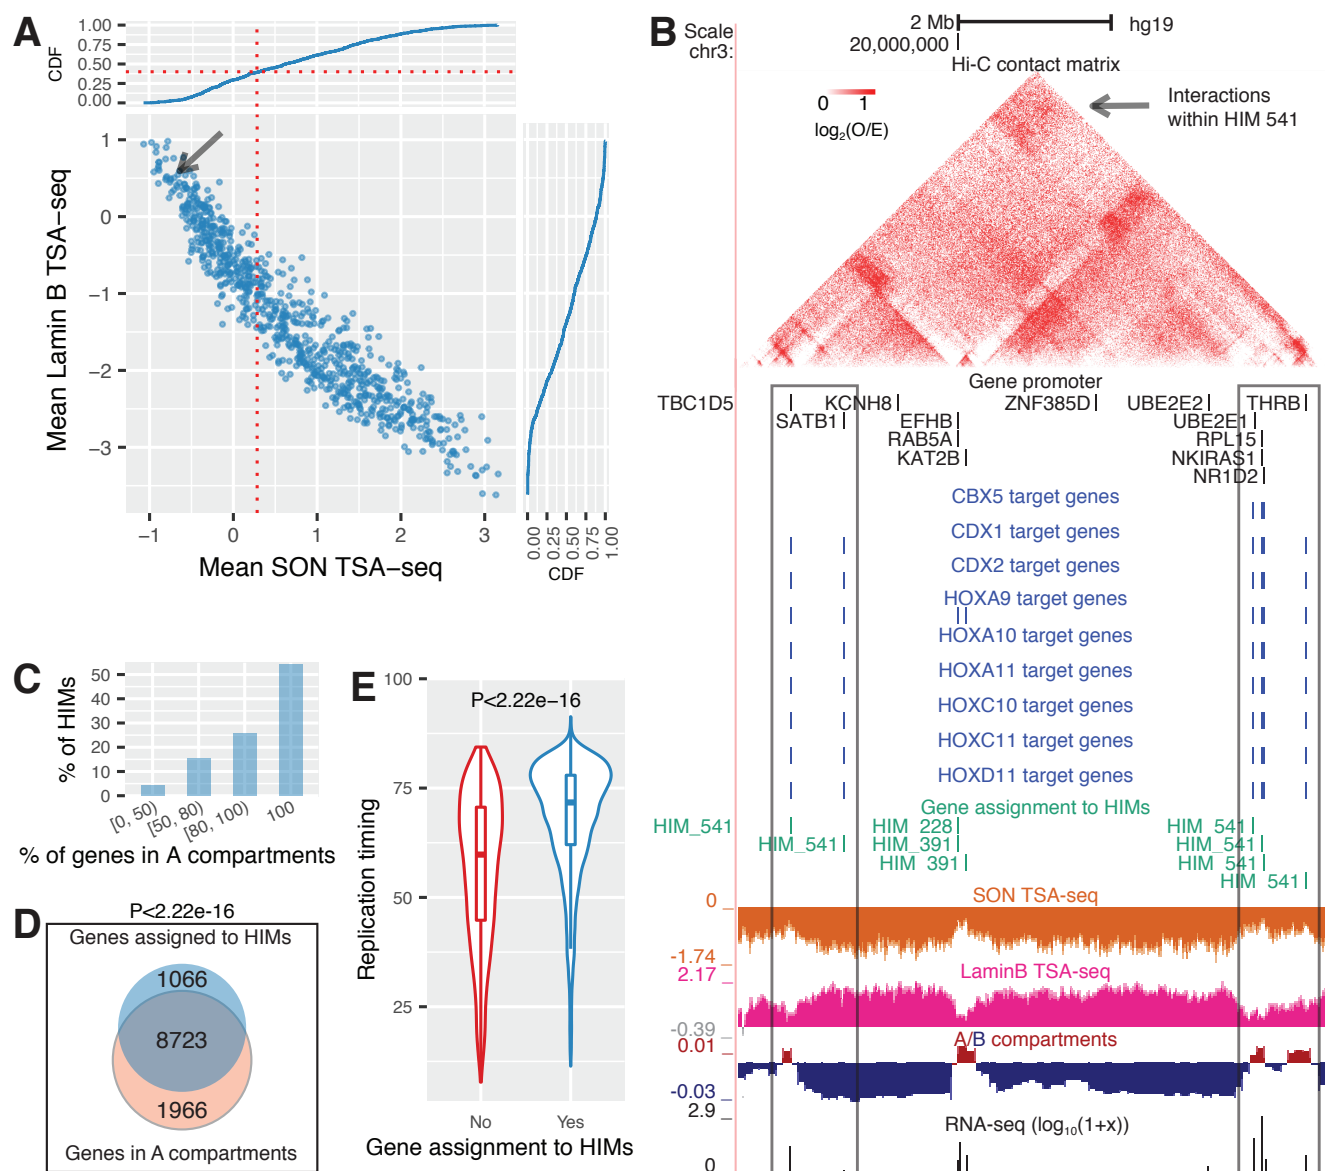 A
CDF
1.00
0.75
0.50
0.25
0.00
Mean Lamin B TSA−seq
1
0
−1
−2
−3
−1 0 1 2 3
Mean SON TSA−seq
0.00 0.25 0.50 0.75 1.00
CDF
B
Scale
chr3:
2 Mb hg19
20,000,000
Hi-C contact matrix
0 1
log2(O/E)
Interactions
within HIM 541
Gene promoter
TBC1D5 KCNH8 ZNF385D UBE2E2 THRB
SATB1 EFHB UBE2E1
RAB5A RPL15
KAT2B NKIRAS1
NR1D2
CBX5 target genes
CDX1 target genes
CDX2 target genes
HOXA9 target genes
HOXA10 target genes
HOXA11 target genes
HOXC10 target genes
HOXC11 target genes
HOXD11 target genes
Gene assignment to HIMs
HIM_541 HIM_228 HIM_541
HIM_541 HIM_391 HIM_541
HIM_391 HIM_541
HIM_541
SON TSA-seq
0
-1.74
LaminB TSA-seq
2.17
-0.39
A/B compartments
0.01
-0.03
RNA-seq (log10(1+x))
2.9
0
C
% of HIMs
50
40
30
20
10
0
[0, 50) [50, 80) [80, 100) 100
% of genes in A compartments
D
P<2.22e-16
Genes assigned to HIMs
1066
8723
1966
Genes in A compartments
E
Replication timing
100
75
50
25
P<2.22e−16
No Yes
Gene assignment to HIMs